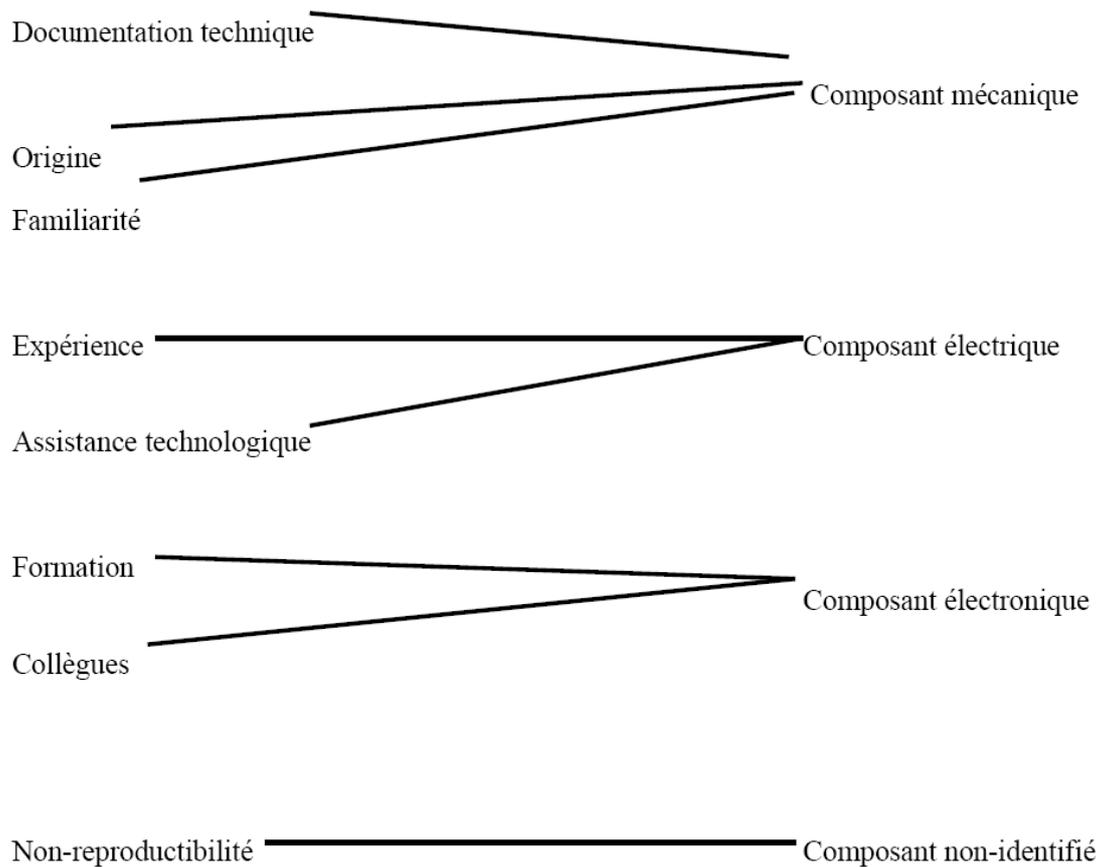 Documentation technique
Composant mécanique
Origine
Familiarité
Expérience
Composant électrique
Assistance technologique
Formation
Composant électronique
Collègues
Non-reproductibilité
Composant non-identifié